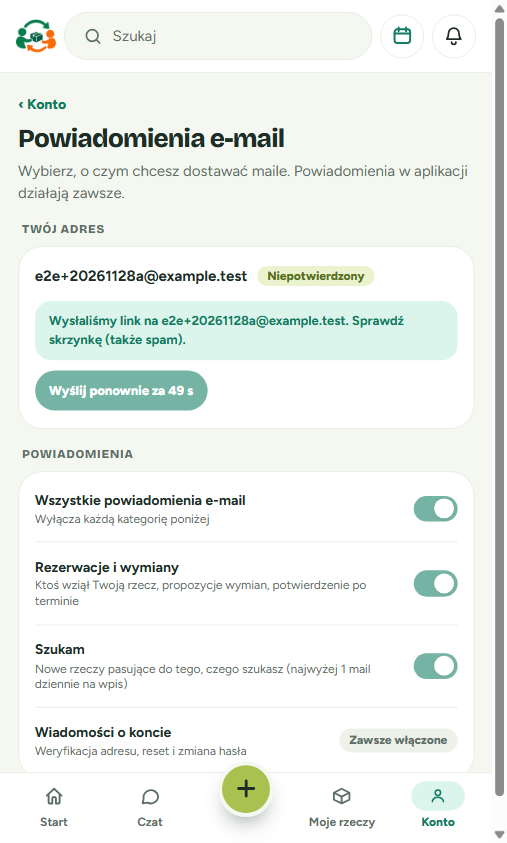 Szukaj
‹ Konto
Powiadomienia e-mail
Wybierz, o czym chcesz dostawać maile. Powiadomienia w aplikacji
działają zawsze.
TWÓJ ADRES
e2e+20261128a@example.test Niepotwierdzony
Wysłaliśmy link na e2e+20261128a@example.test. Sprawdź
skrzynkę (także spam).
Wyślij ponownie za 49 s
POWIADOMIENIA
Wszystkie powiadomienia e-mail
Wyłącza każdą kategorię poniżej
Rezerwacje i wymiany
Ktoś wziął Twoją rzecz, propozycje wymian, potwierdzenie po
terminie
Szukam
Nowe rzeczy pasujące do tego, czego szukasz (najwyżej 1 mail
dziennie na wpis)
Wiadomości o koncie
Zawsze włączone
Weryfikacja adresu, reset i zmiana hasła
Start Czat Moje rzeczy Konto